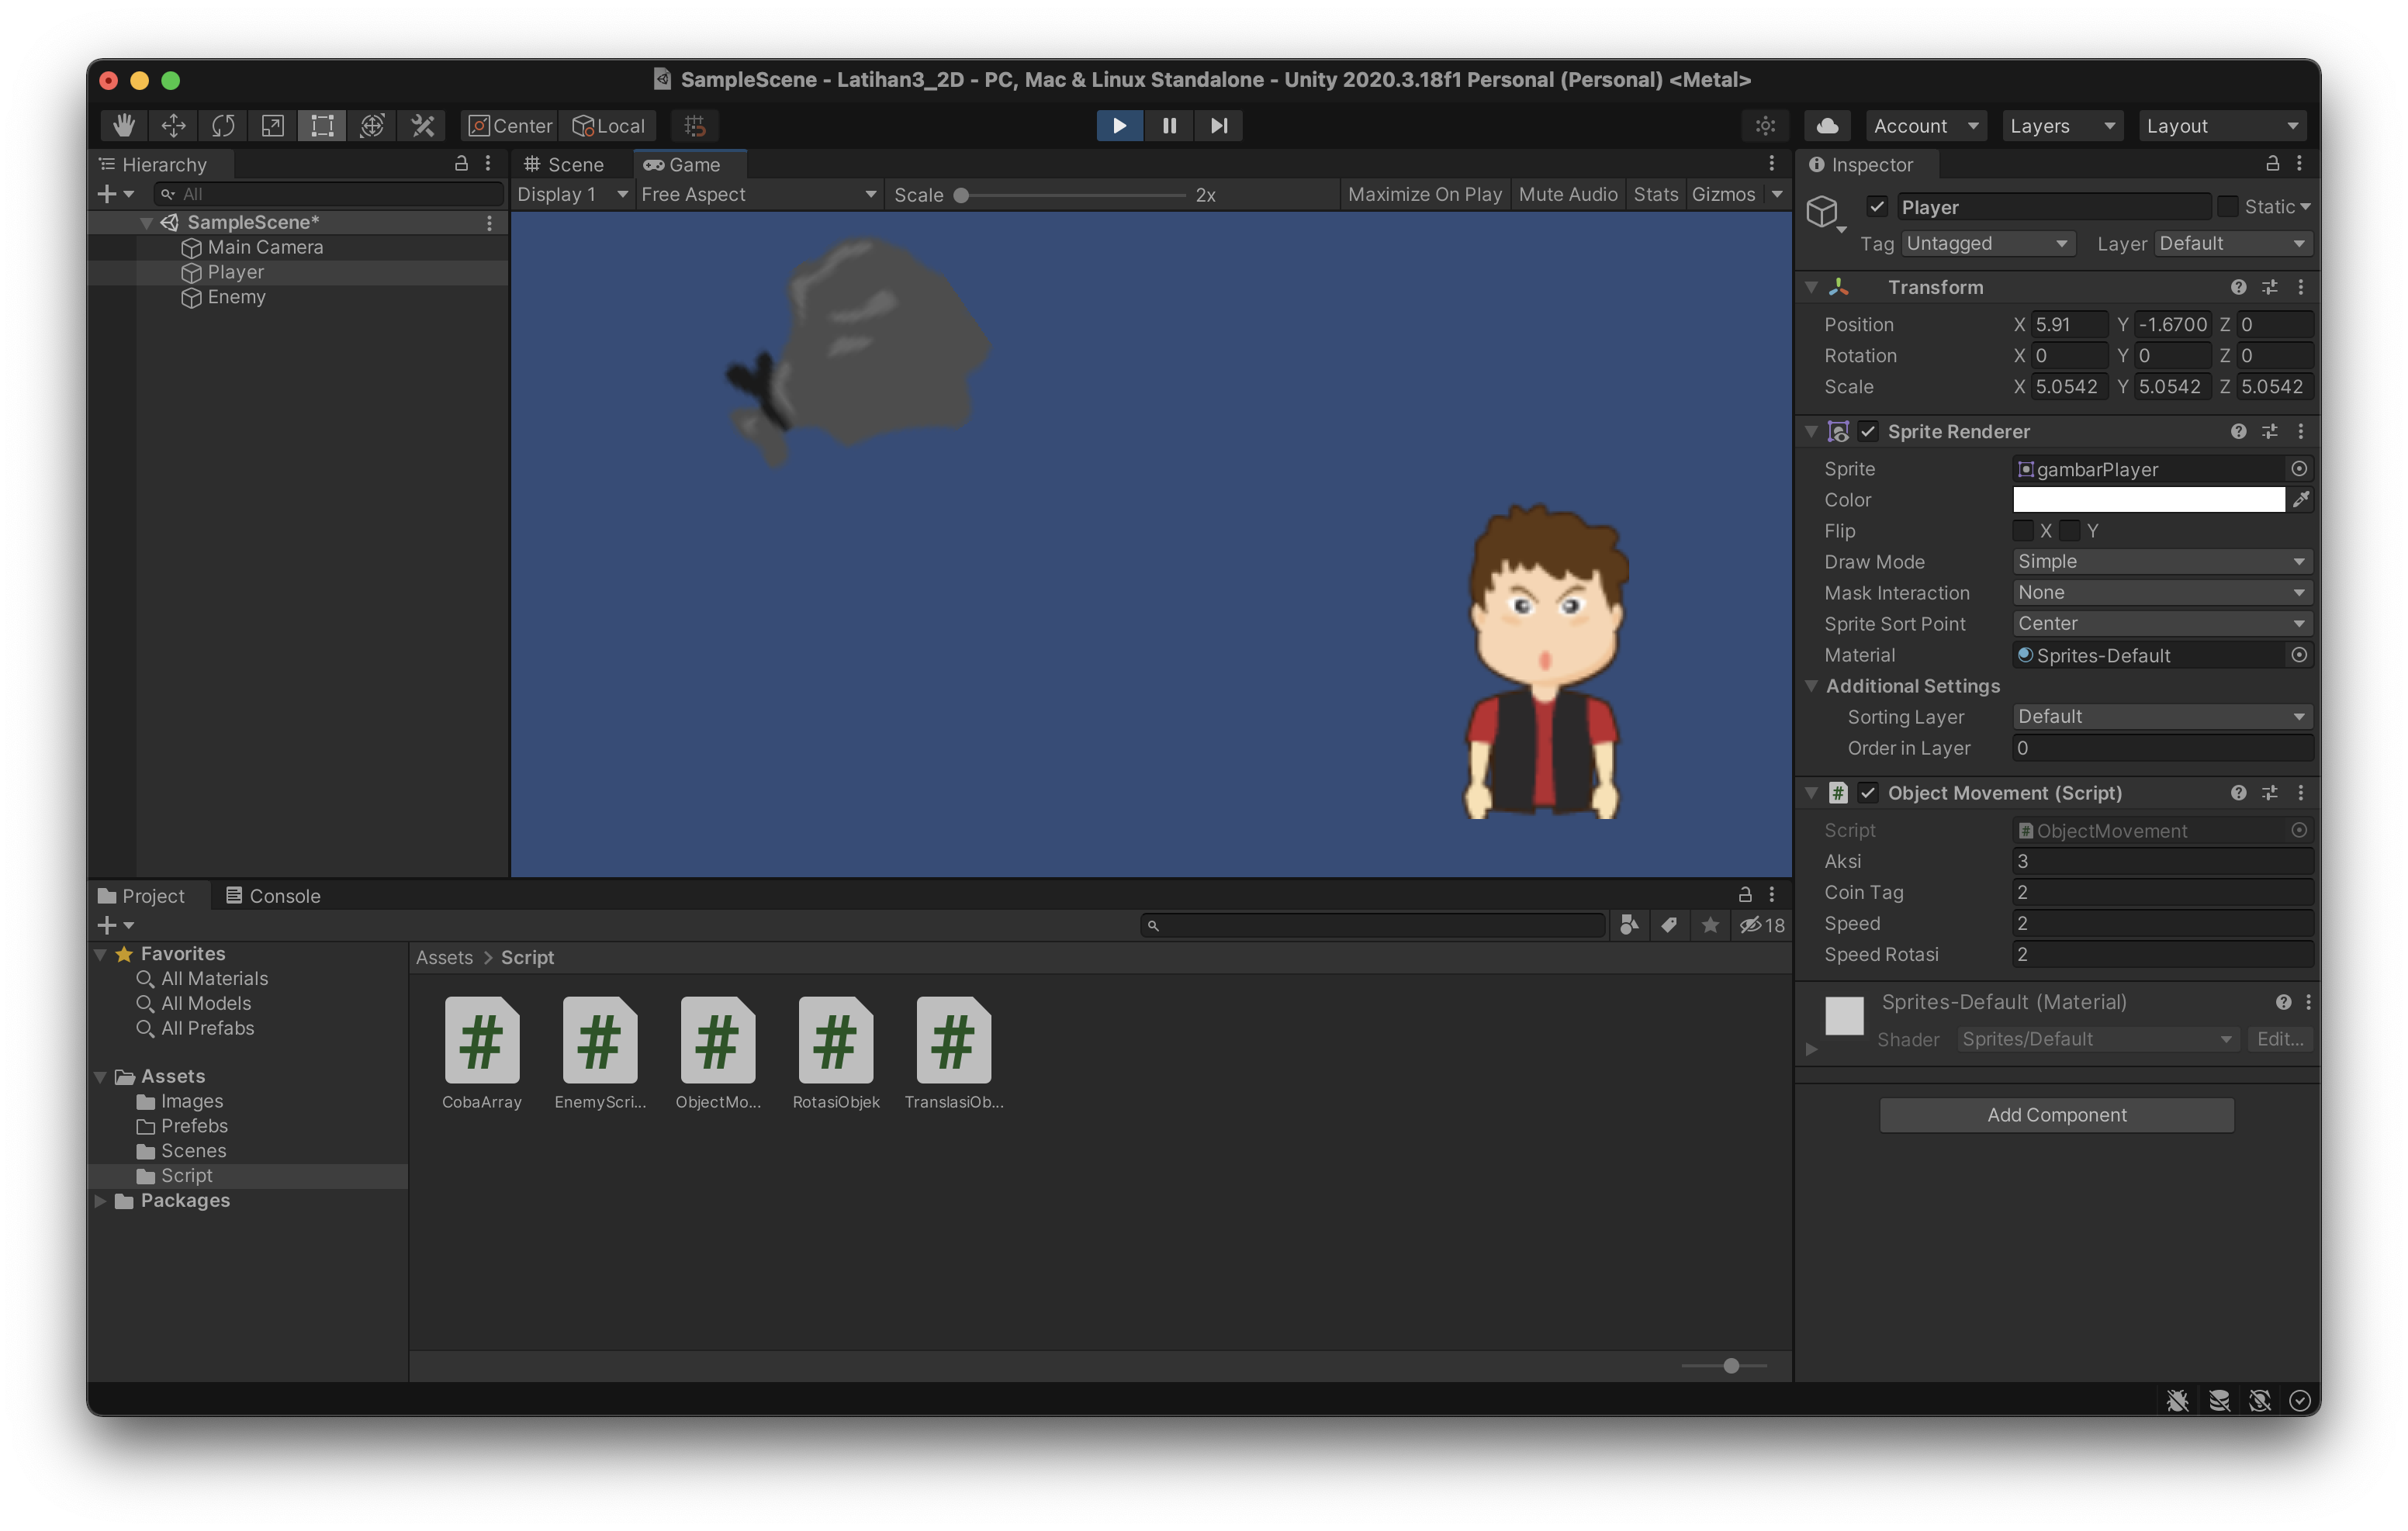 SampleScene - Latihan3_2D - PC, Mac & Linux Standalone - Unity 2020.3.18f1 Personal (Personal) <Metal>
Center Local Account Layers Layout
Hierarchy
All
SampleScene*
Main Camera
Player
Enemy
Scene Game
Display 1 Free Aspect Scale 2x Maximize On Play Mute Audio Stats Gizmos
Inspector
Player Static
Tag Untagged Layer Default
Transform
Position X 5.91 Y -1.6700 Z 0
Rotation X 0 Y 0 Z 0
Scale X 5.0542 Y 5.0542 Z 5.0542
Sprite Renderer
Sprite gambarPlayer
Color
Flip X Y
Draw Mode Simple
Mask Interaction None
Sprite Sort Point Center
Material Sprites-Default
Additional Settings
Sorting Layer Default
Order in Layer 0
# Object Movement (Script)
Script # ObjectMovement
Aksi 3
Coin Tag 2
Speed 2
Speed Rotasi 2
Sprites-Default (Material)
Shader Sprites/Default Edit...
Add Component
Project Console
18
Favorites
All Materials
All Models
All Prefabs
Assets
Images
Prefebs
Scenes
Script
Packages
Assets > Script
# # # # #
CobaArray EnemyScri... ObjectMo... RotasiObjek TranslasiOb...